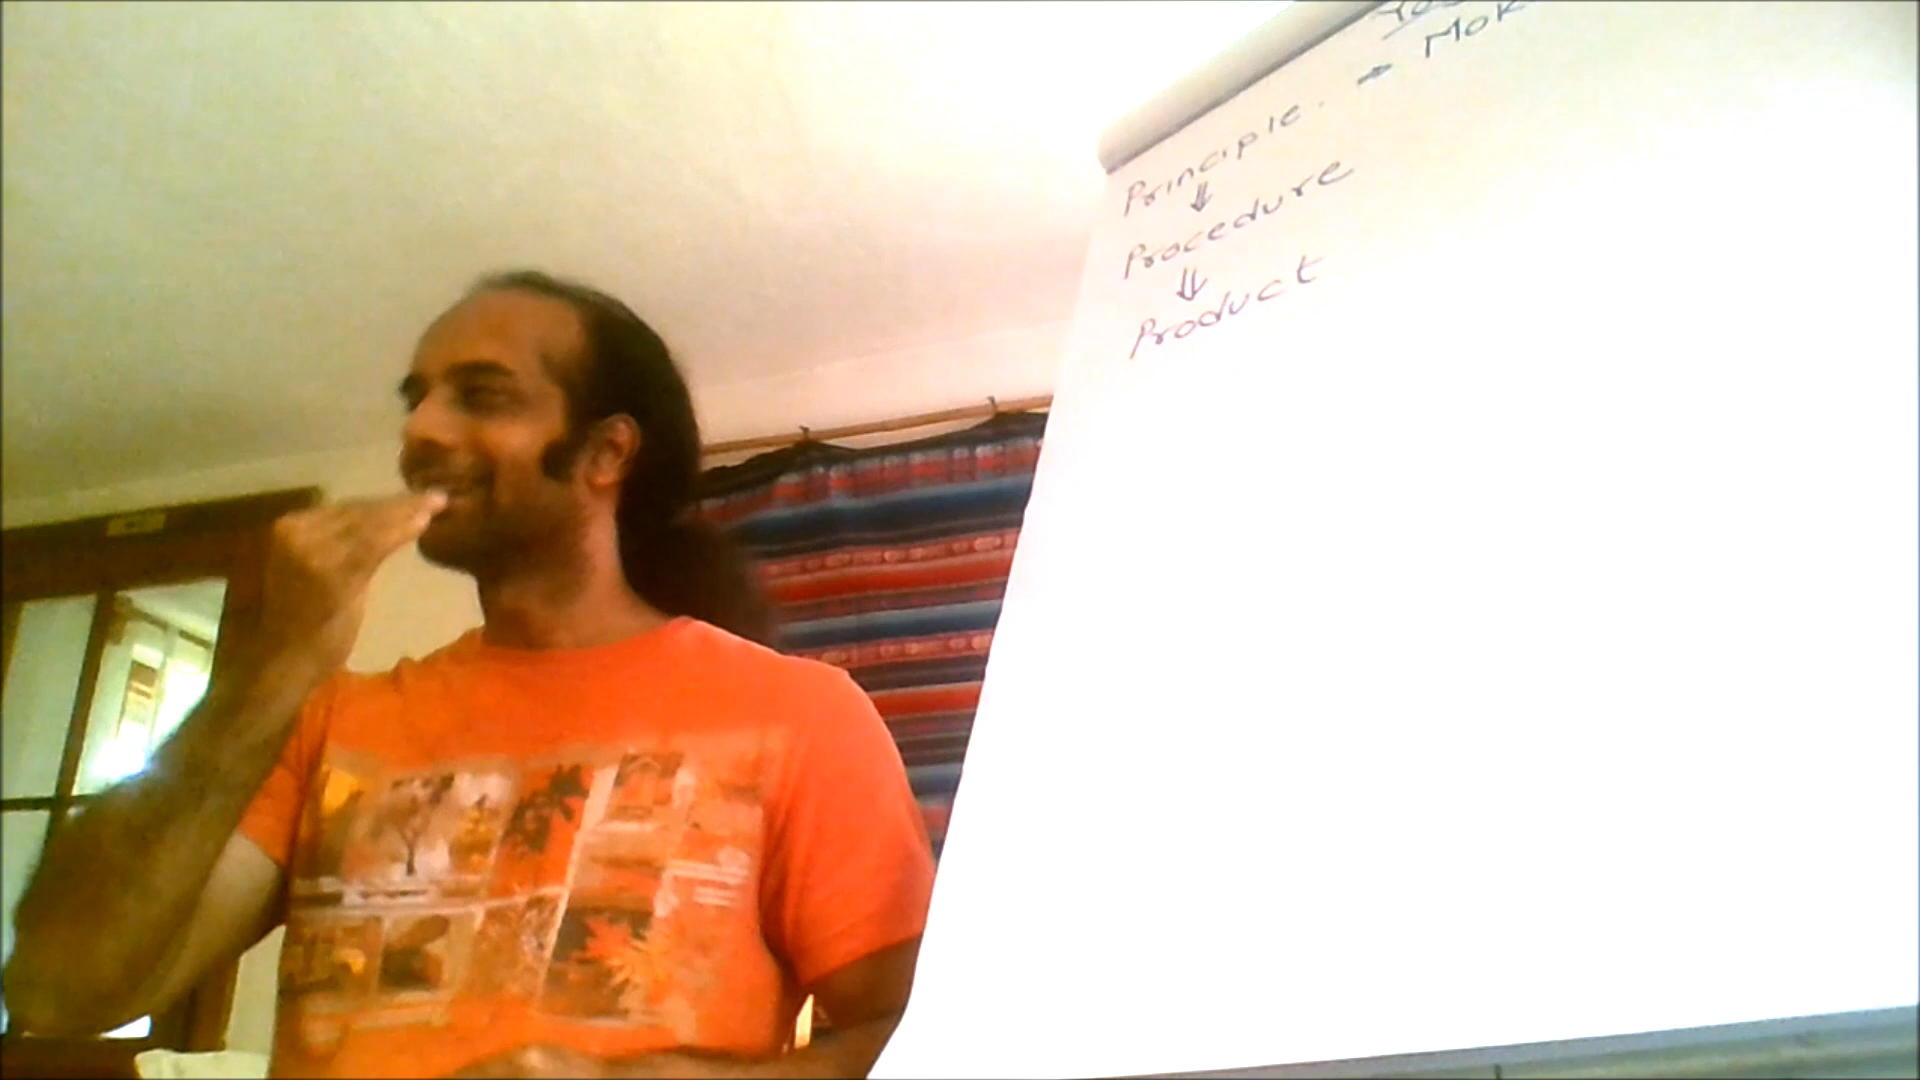 Principle. → Mok
⇓
Procedure
⇓
Product